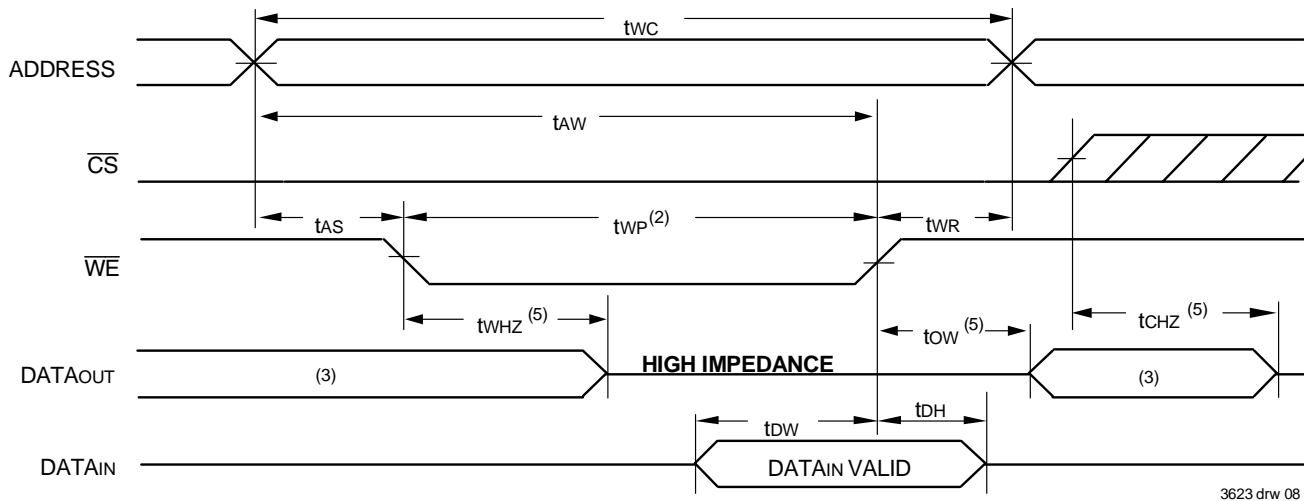 tWC
ADDRESS
tAW
CS
tAS
tWP(2)
tWR
WE
tWHZ (5)
tOW (5)
tCHZ (5)
DATAOUT
(3)
HIGH IMPEDANCE
(3)
tDW
tDH
DATAIN
DATAIN VALID
3623 drw 08